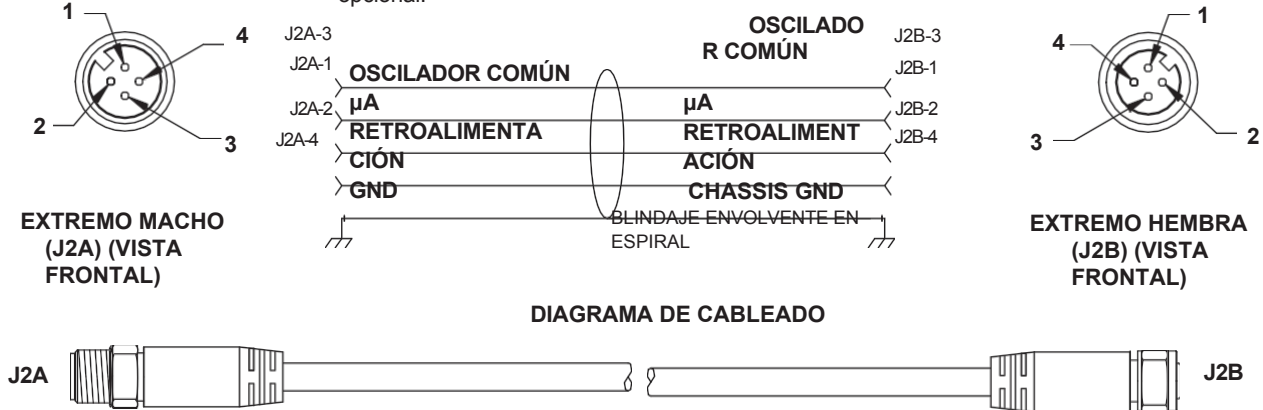 opcional.
1
4
2
3
EXTREMO MACHO
(J2A) (VISTA
FRONTAL)
J2A-3
J2A-1
J2A-2
J2A-4
OSCILADOR COMÚN
µA
RETROALIMENTA
CIÓN
GND
OSCILADO
R COMÚN
µA
RETROALIMENT
ACIÓN
CHASSIS GND
BLINDAJE ENVOLVENTE EN
ESPIRAL
J2B-3
J2B-1
J2B-2
J2B-4
1
4
3
2
EXTREMO HEMBRA
(J2B) (VISTA
FRONTAL)
DIAGRAMA DE CABLEADO
J2A
J2B